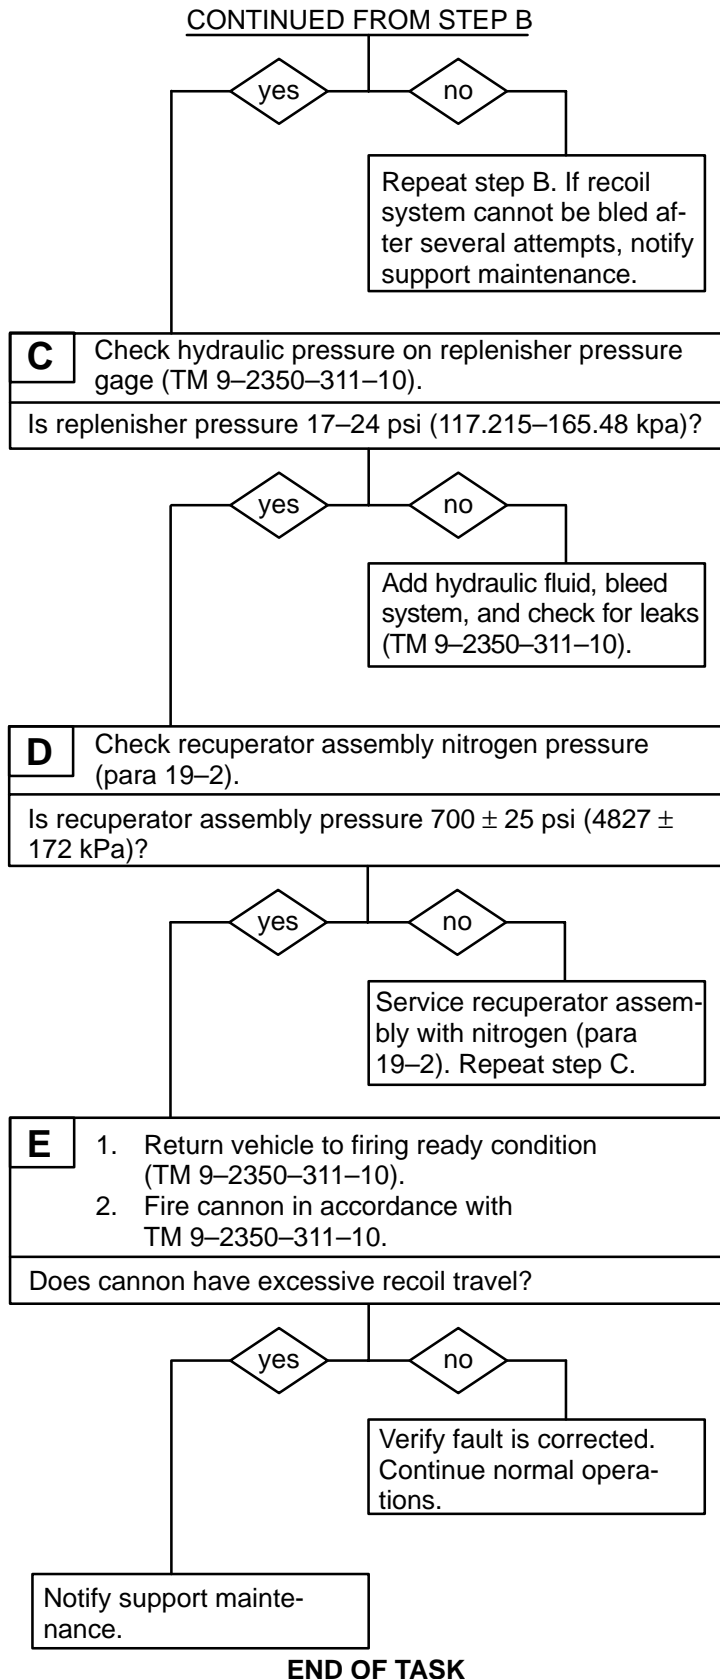 CONTINUED FROM STEP B
yes
no
Repeat step B. If recoil
system cannot be bled af-
ter several attempts, notify
support maintenance.
C
Check hydraulic pressure on replenisher pressure
gage (TM 9–2350–311–10).
Is replenisher pressure 17–24 psi (117.215–165.48 kpa)?
yes
no
Add hydraulic fluid, bleed
system, and check for leaks
(TM 9–2350–311–10).
D
Check recuperator assembly nitrogen pressure
(para 19–2).
Is recuperator assembly pressure 700 ± 25 psi (4827 ±
172 kPa)?
yes
no
Service recuperator assem-
bly with nitrogen (para
19–2). Repeat step C.
E
1. Return vehicle to firing ready condition
(TM 9–2350–311–10).
2. Fire cannon in accordance with
TM 9–2350–311–10.
Does cannon have excessive recoil travel?
yes
no
Verify fault is corrected.
Continue normal opera-
tions.
Notify support mainte-
nance.
END OF TASK